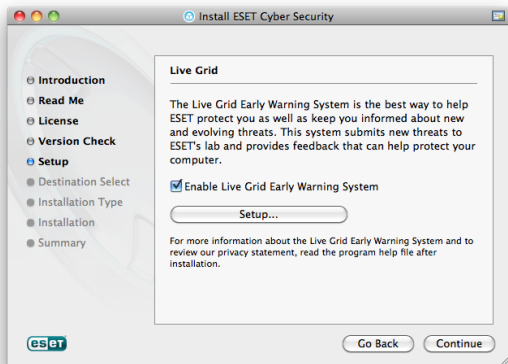 Install ESET Cyber Security
Introduction
Read Me
License
Version Check
Setup
Destination Select
Installation Type
Installation
Summary
Live Grid
The Live Grid Early Warning System is the best way to help
ESET protect you as well as keep you informed about new
and evolving threats. This system submits new threats to
ESET's lab and provides feedback that can help protect your
computer.
Enable Live Grid Early Warning System
Setup...
For more information about the Live Grid Early Warning System and to
review our privacy statement, read the program help file after
installation.
eset
Go Back
Continue